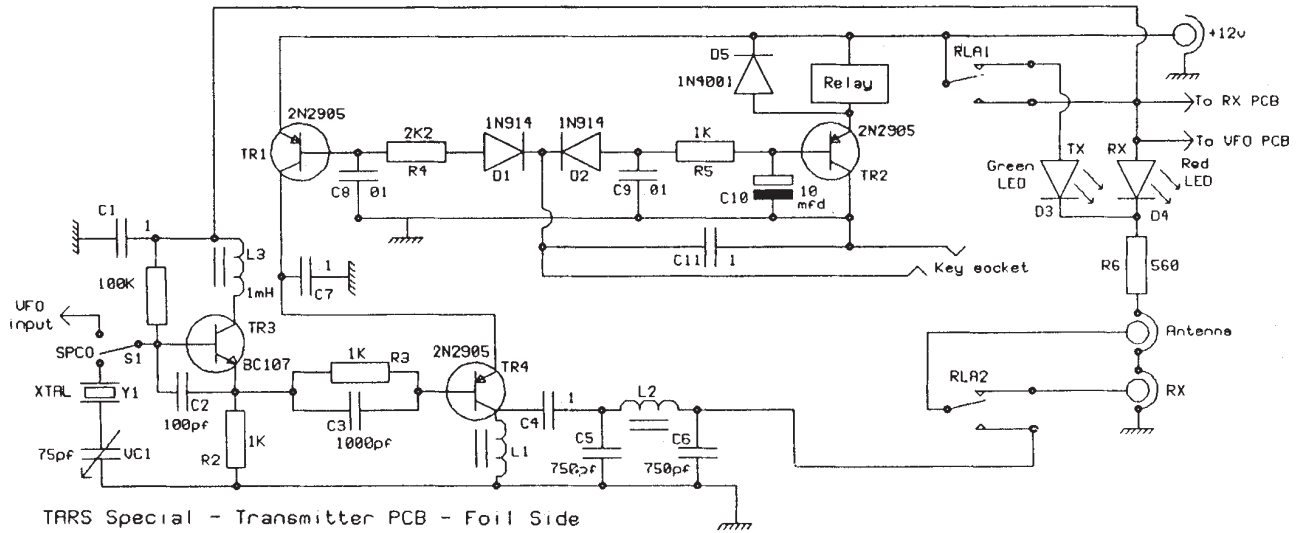 +12v
D5
1N4001
Relay
RLA1
To RX PCB
To VFO PCB
2N2905
TR1
2K2
R4
1N914
D1
1N914
D2
1K
R5
2N2905
TR2
C8
01
C9
01
C10
10
mfd
TX
Green
LED
D3
RX
Red
LED
D4
C1
1
L3
1mH
C7
1
C11
1
Key socket
R6
560
100K
VFO
input
SPCO
S1
TR3
BC107
1K
R3
2N2905
TR4
Antenna
XTAL
Y1
C2
100pf
C3
1000pf
C4
1
L2
RLA2
RX
75pf
VC1
R2
1K
L1
C5
750pf
C6
750pf
TARS Special - Transmitter PCB - Foil Side